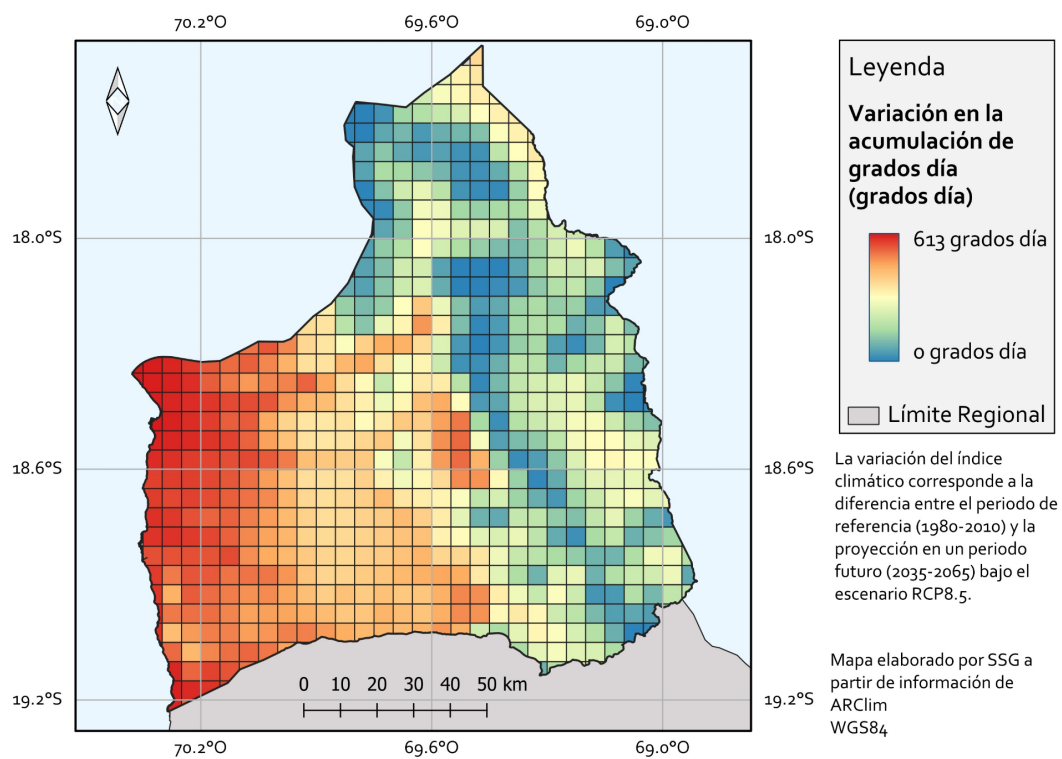 70.2°O 69.6°O 69.0°O
18.0°S 18.0°S
18.6°S 18.6°S
19.2°S 19.2°S
0 10 20 30 40 50 km
70.2°O 69.6°O 69.0°O
Leyenda
Variación en la
acumulación de
grados día
(grados día)
613 grados día
0 grados día
Límite Regional
La variación del índice
climático corresponde a la
diferencia entre el periodo de
referencia (1980-2010) y la
proyección en un periodo
futuro (2035-2065) bajo el
escenario RCP8.5.
Mapa elaborado por SSG a
partir de información de
ARClim
WGS84